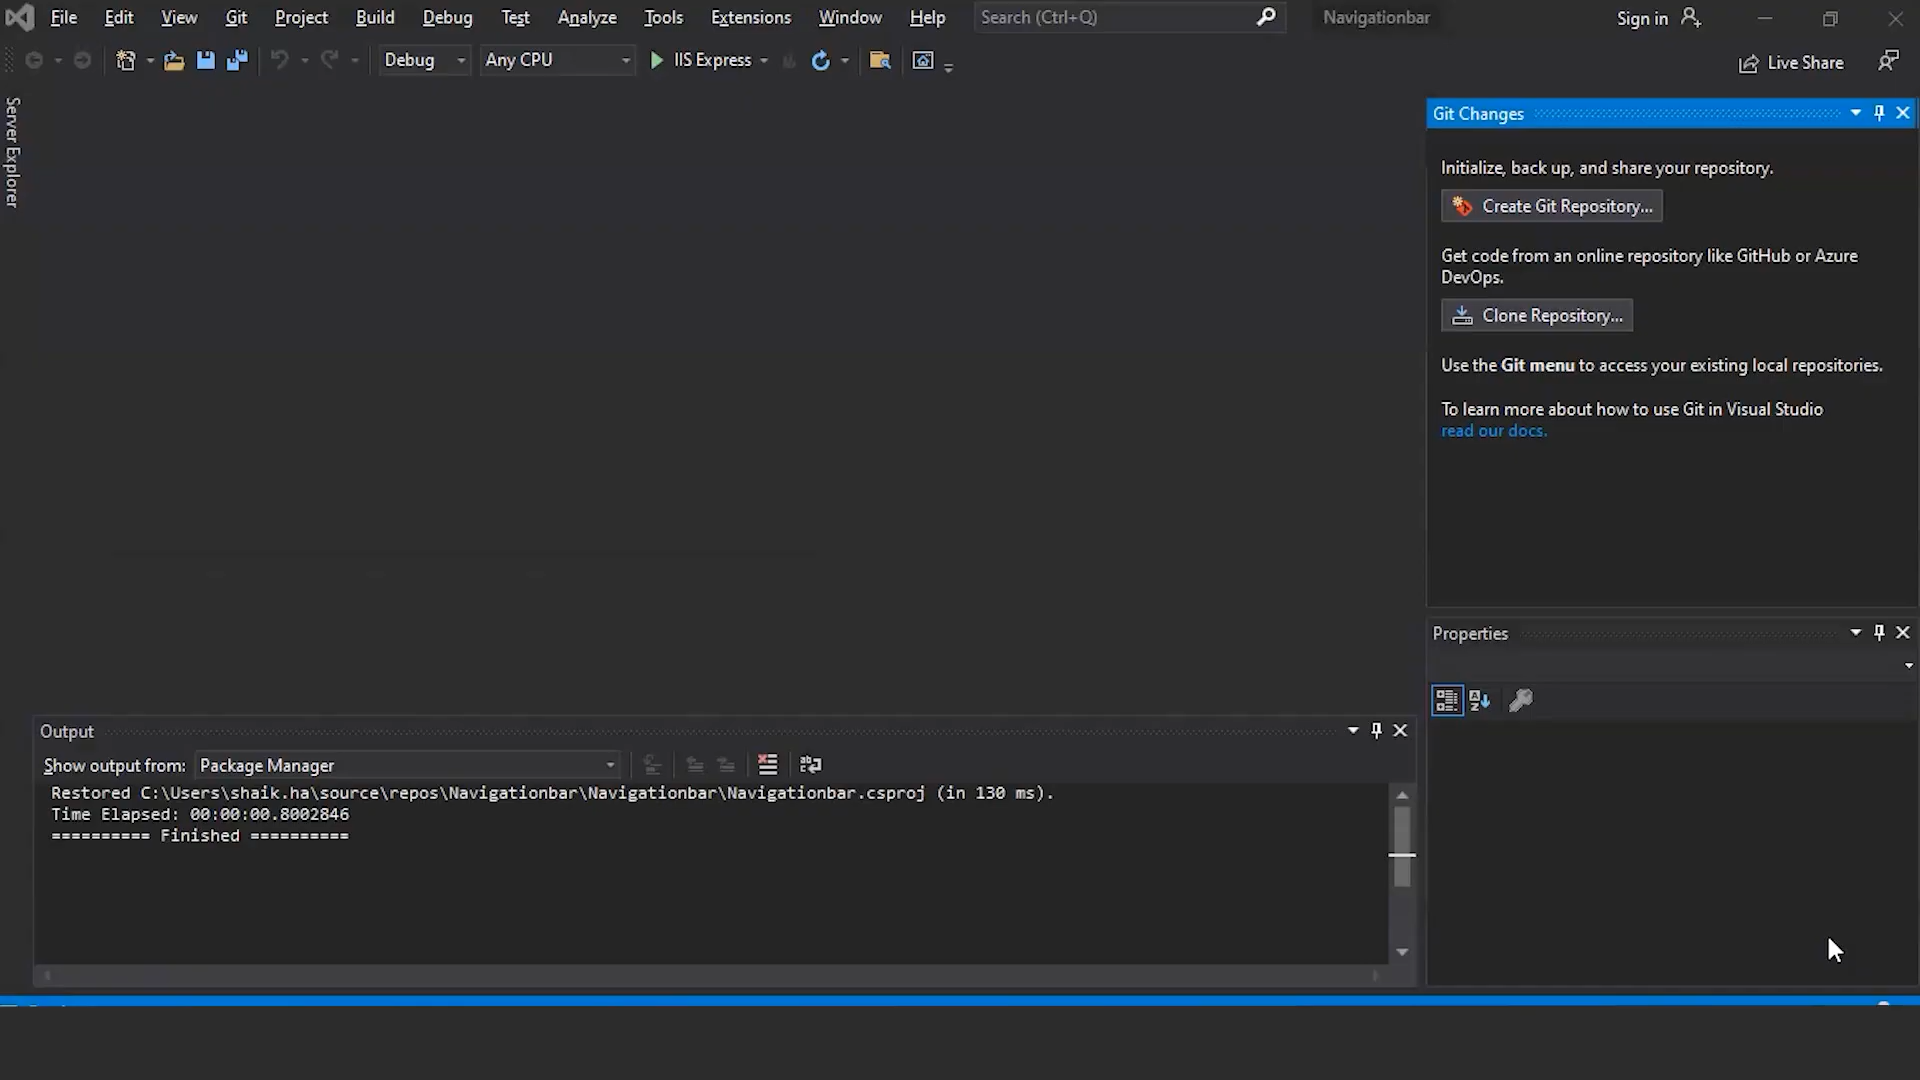 File Edit View Git Project Build Debug Test Analyze Tools Extensions Window Help Search (Ctrl+Q) Navigationbar Sign in
Debug Any CPU IIS Express Live Share
Server Explorer
Git Changes
Initialize, back up, and share your repository.
Create Git Repository...
Get code from an online repository like GitHub or Azure
DevOps.
Clone Repository...
Use the Git menu to access your existing local repositories.
To learn more about how to use Git in Visual Studio
read our docs.
Properties
Output
Show output from: Package Manager
Restored C:\Users\shaik.ha\source\repos\Navigationbar\Navigationbar\Navigationbar.csproj (in 130 ms).
Time Elapsed: 00:00:00.8002846
========== Finished ==========